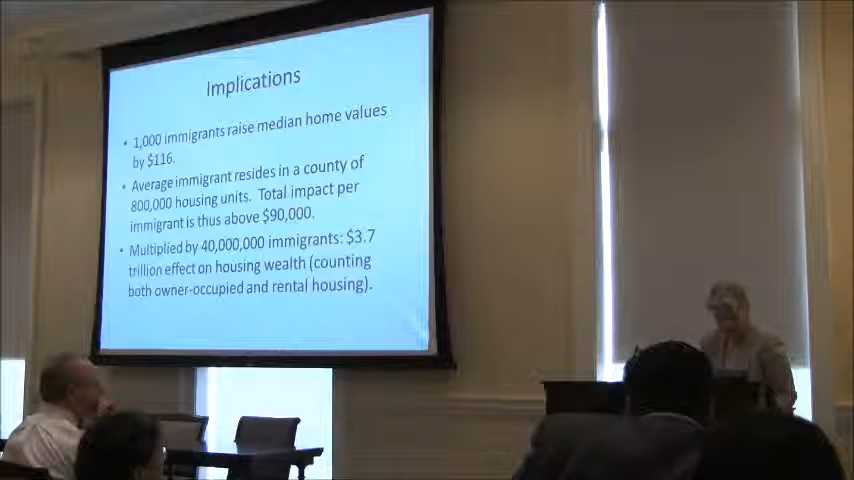 Implications
• 1,000 immigrants raise median home values
by $116.
• Average immigrant resides in a county of
800,000 housing units. Total impact per
immigrant is thus above $90,000.
• Multiplied by 40,000,000 immigrants: $3.7
trillion effect on housing wealth (counting
both owner-occupied and rental housing).